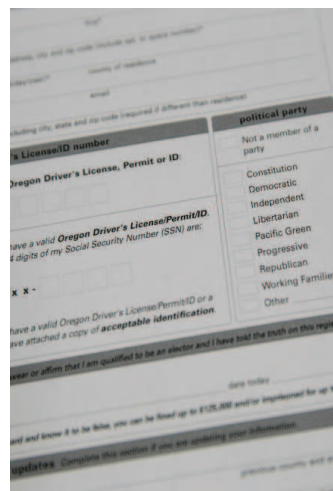 first
city and zip code (include apt. or space number)
county of residence
email
including city, state and zip code (required if different than residence)
's License/ID number
Oregon Driver's License, Permit or ID:
have a valid Oregon Driver's License/Permit/ID.
4 digits of my Social Security Number (SSN) are:
x x -
have a valid Oregon Driver's License/Permit/ID or a
have attached a copy of acceptable identification.
political party
Not a member of a
party
Constitution
Democratic
Independent
Libertarian
Pacific Green
Progressive
Republican
Working Families
Other
swear or affirm that I am qualified to be an elector and I have told the truth on this
date today
and know it to be false, you can be fined up to $125,000 and/or imprisoned for up to
updates Complete this section if you are updating your information.
previous county and